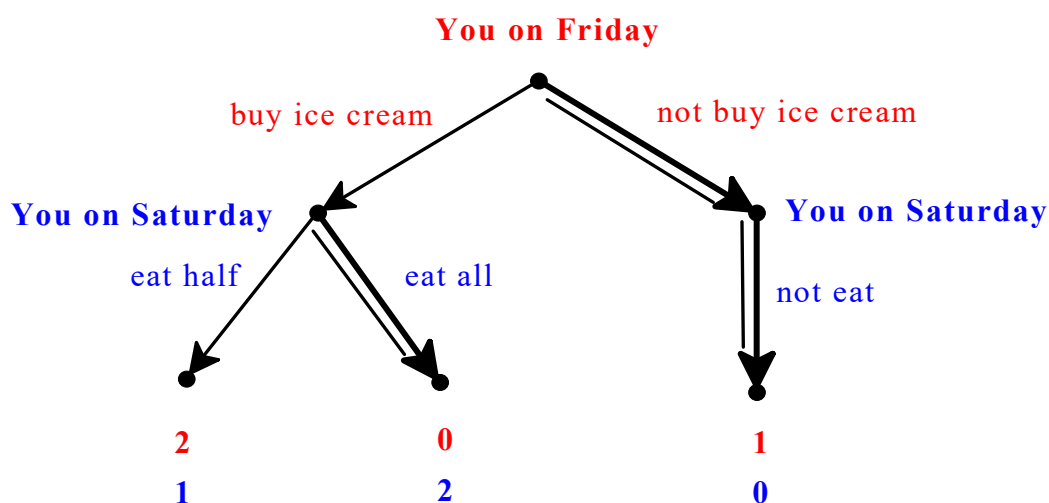 You on Friday
buy ice cream
not buy ice cream
You on Saturday
You on Saturday
eat half
eat all
not eat
2
0
1
1
2
0